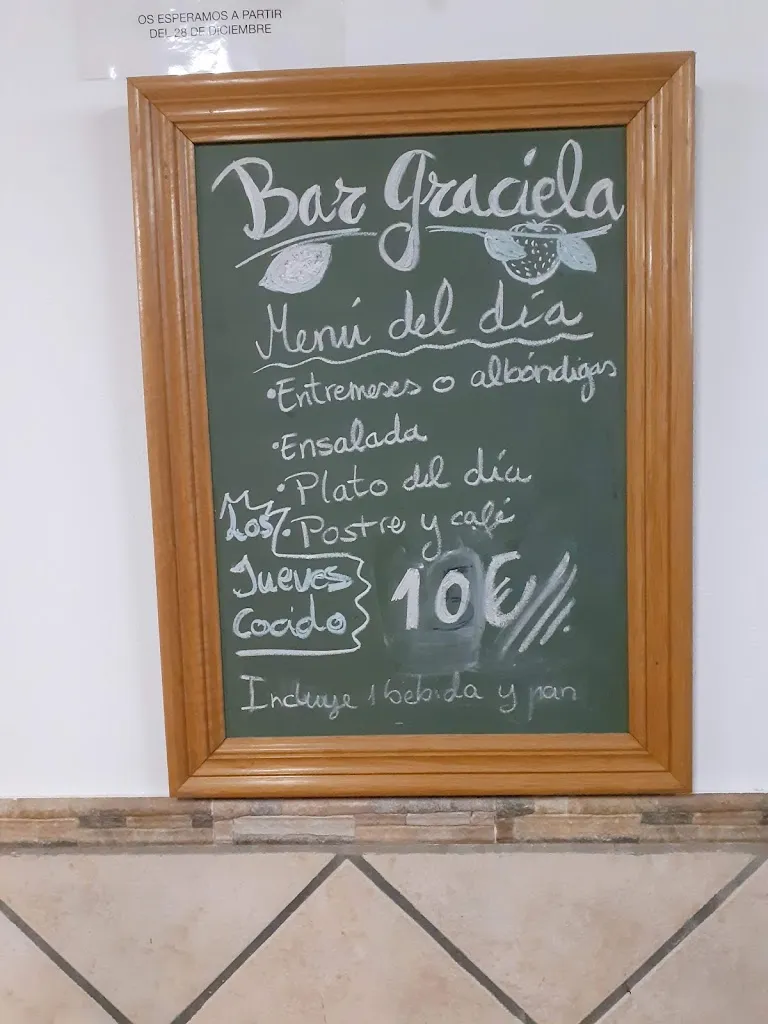 OS ESPERAMOS A PARTIR
DEL 28 DE DICIEMBRE
Bar Graciela
Menú del día
•Entremeses o albóndigas
•Ensalada
•Plato del día
•Postre y café
Los
Jueves
Cocido
10€
Incluye 1 bebida y pan